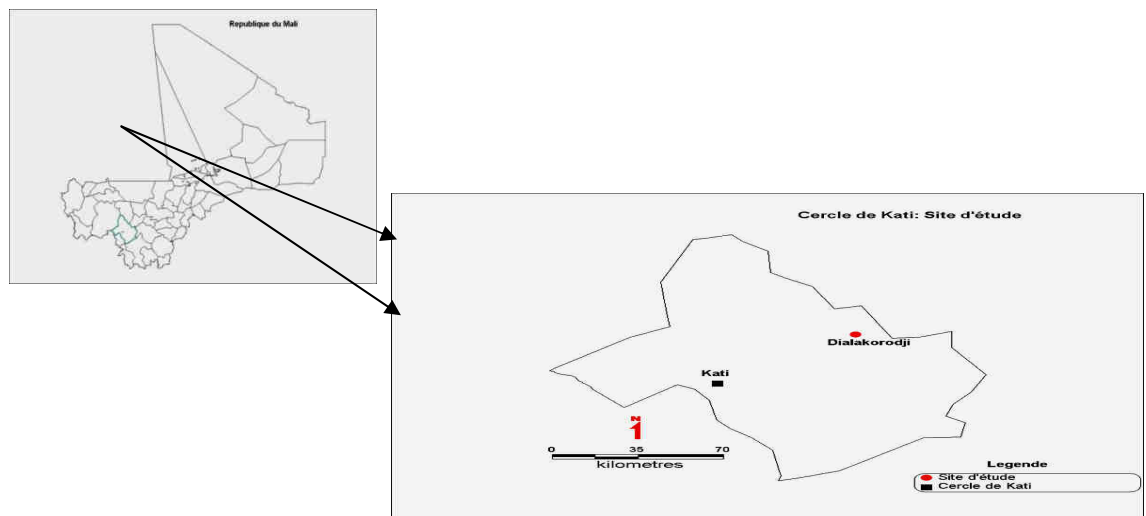 Republique du Mali
Cercle de Kati: Site d'étude
Dialakorodji
Kati
N
0 35 70
kilometres
Legende
Site d'étude
Cercle de Kati